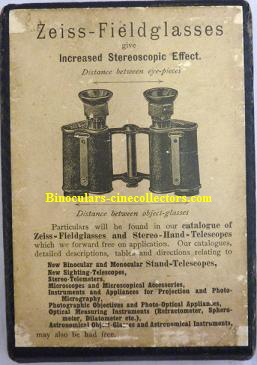 Zeiss-Fieldglasses
give
Increased Stereoscopic Effect.
Distance between eye-pieces
Binoculars-cinecollectors.com
Distance between object-glasses
Particulars will be found in our catalogue of
Zeiss-Fieldglasses and Stereo-Hand-Telescopes
which we forward free on application. Our catalogues,
detailed descriptions, tables and directions relating to
New Binocular and Monocular Stand-Telescopes,
New Sighting-Telescopes,
Stereo-Telemeters,
Microscopes and Microscopical Accessories,
Instruments and Appliances for Projection and Photo-
Micrography,
Photographic Objectives and Photo-Optical Appliances,
Optical Measuring Instruments (Refractometer, Sphero-
meter, Dilatometer etc.),
Astronomical Object-Glasses and Astronomical Instruments,
may also be had free.